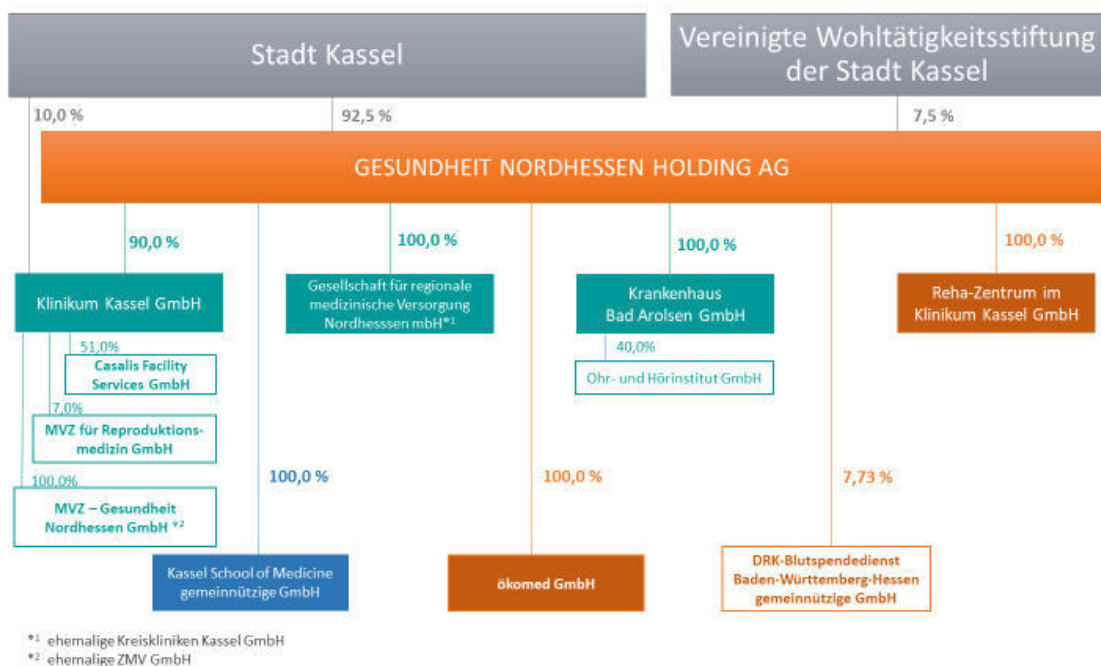 Stadt Kassel
Vereinigte Wohltätigkeitsstiftung
der Stadt Kassel
10,0 %
92,5 %
7,5 %
GESUNDHEIT NORDHESSEN HOLDING AG
90,0 %
100,0 %
100,0 %
100,0 %
Klinikum Kassel GmbH
Gesellschaft für regionale
medizinische Versorgung
Nordhesssen mbH*1
Krankenhaus
Bad Arolsen GmbH
Reha-Zentrum im
Klinikum Kassel GmbH
51,0%
Casalis Facility
Services GmbH
40,0%
Ohr- und Hörinstitut GmbH
7,0%
MVZ für Reproduktions-
medizin GmbH
100,0%
MVZ – Gesundheit
Nordhessen GmbH *2
100,0 %
100,0 %
7,73 %
Kassel School of Medicine
gemeinnützige GmbH
ökomed GmbH
DRK-Blutspendedienst
Baden-Württemberg-Hessen
gemeinnützige GmbH
*1 ehemalige Kreiskliniken Kassel GmbH
*2 ehemalige ZMV GmbH